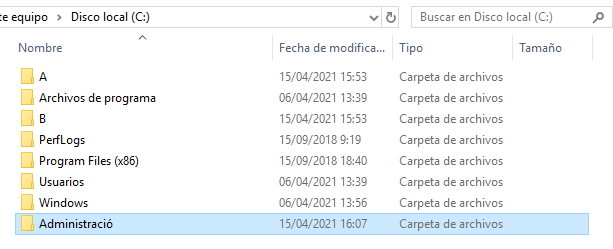 te equipo > Disco local (C:) Buscar en Disco local (C:)
Nombre Fecha de modifica... Tipo Tamaño
A 15/04/2021 15:53 Carpeta de archivos
Archivos de programa 06/04/2021 13:39 Carpeta de archivos
B 15/04/2021 15:53 Carpeta de archivos
PerfLogs 15/09/2018 9:19 Carpeta de archivos
Program Files (x86) 15/09/2018 18:40 Carpeta de archivos
Usuarios 06/04/2021 13:39 Carpeta de archivos
Windows 06/04/2021 13:56 Carpeta de archivos
Administració 15/04/2021 16:07 Carpeta de archivos